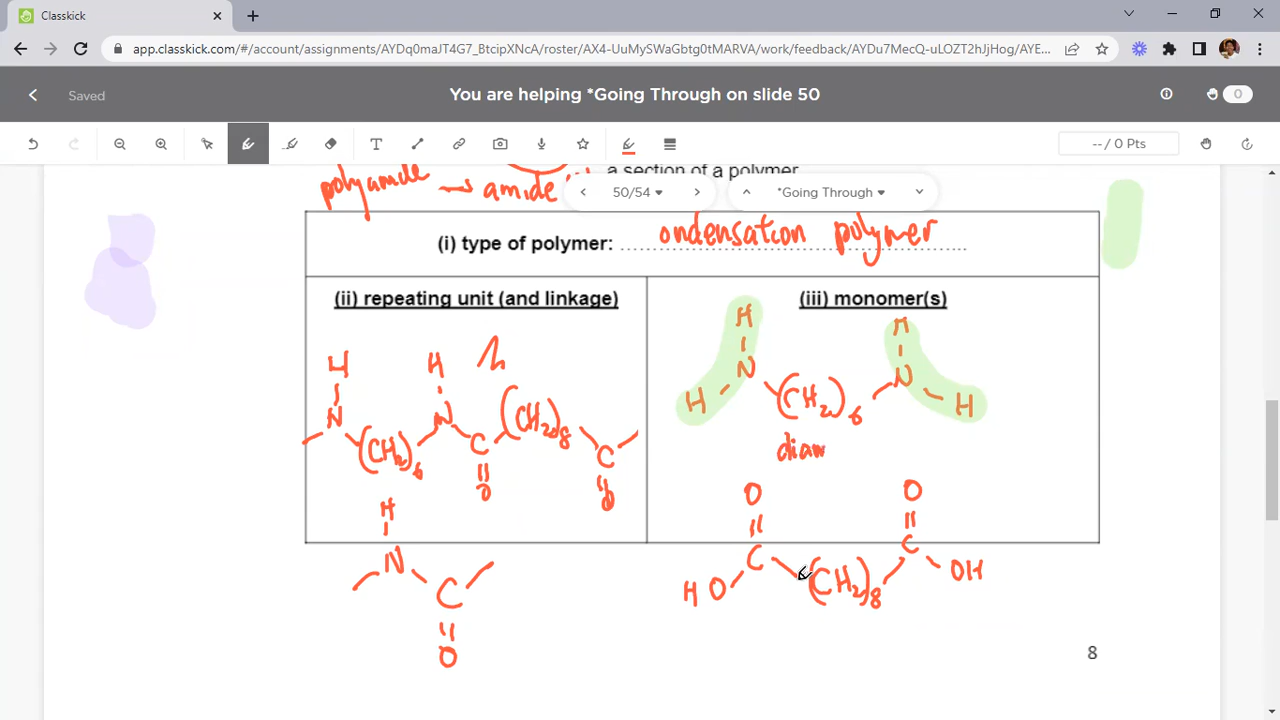 Classkick
app.classkick.com/#/account/assignments/AYDq0maJT4G7_BtcipXNCA/roster/AX4-UuMySWaGbtg0tMARVA/work/feedback/AYDu7MecQ-uLOZT2hJjHog/AYE...
Saved
You are helping *Going Through on slide 50
0
T
-- / 0 Pts
polyamide → amide
a section of a polymer
50/54
*Going Through
(i) type of polymer: ondensation polymer
(ii) repeating unit (and linkage)
(iii) monomer(s)
H H
N N
(CH2)6
C
O
(CH2)8
C
O
H
N
C
O
H H
N N
H H
(CH2)6
diam
O O
C C
HO (CH2)8 OH
8